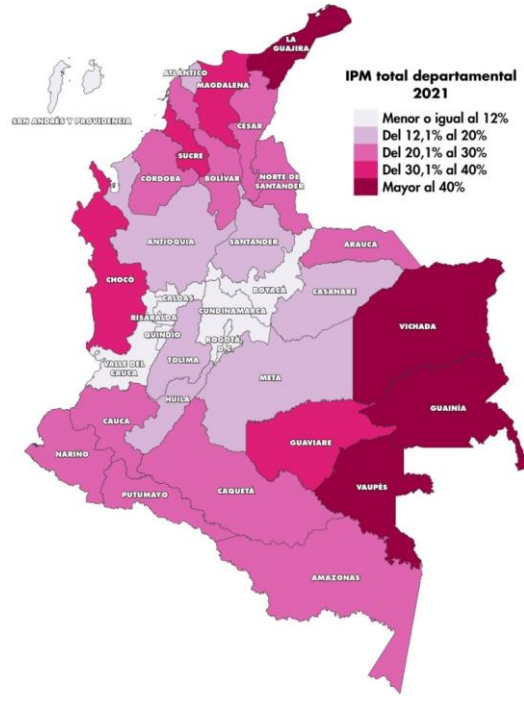 LA
GUAJIRA
ATLÁNTICO
MAGDALENA
IPM total departamental
2021
SAN ANDRÉS Y PROVIDENCIA
CESAR
Menor o igual al 12%
Del 12,1% al 20%
Del 20,1% al 30%
Del 30,1% al 40%
Mayor al 40%
SUCRE
CÓRDOBA
BOLÍVAR
NORTE DE
SANTANDER
ANTIOQUIA
SANTANDER
ARAUCA
CHOCÓ
BOYACÁ
CASANARE
CALDAS
CUNDINAMARCA
RISARALDA
VICHADA
QUINDÍO
BOGOTÁ
D.C.
VALLE DEL
CAUCA
TOLIMA
META
HUILA
GUAINÍA
CAUCA
GUAVIARE
NARIÑO
VAUPÉS
CAQUETÁ
PUTUMAYO
AMAZONAS